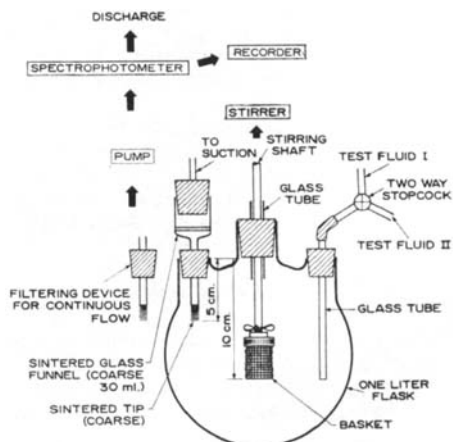 DISCHARGE
RECORDER
SPECTROPHOTOMETER
STIRRER
TO
SUCTION
STIRRING
SHAFT
TEST FLUID I
PUMP
GLASS
TUBE
TWO WAY
STOPCOCK
TEST FLUID II
FILTERING DEVICE
FOR CONTINUOUS
FLOW
5 cm.
10 cm.
GLASS TUBE
SINTERED GLASS
FUNNEL (COARSE
30 ml.)
SINTERED TIP
(COARSE)
ONE LITER
FLASK
BASKET